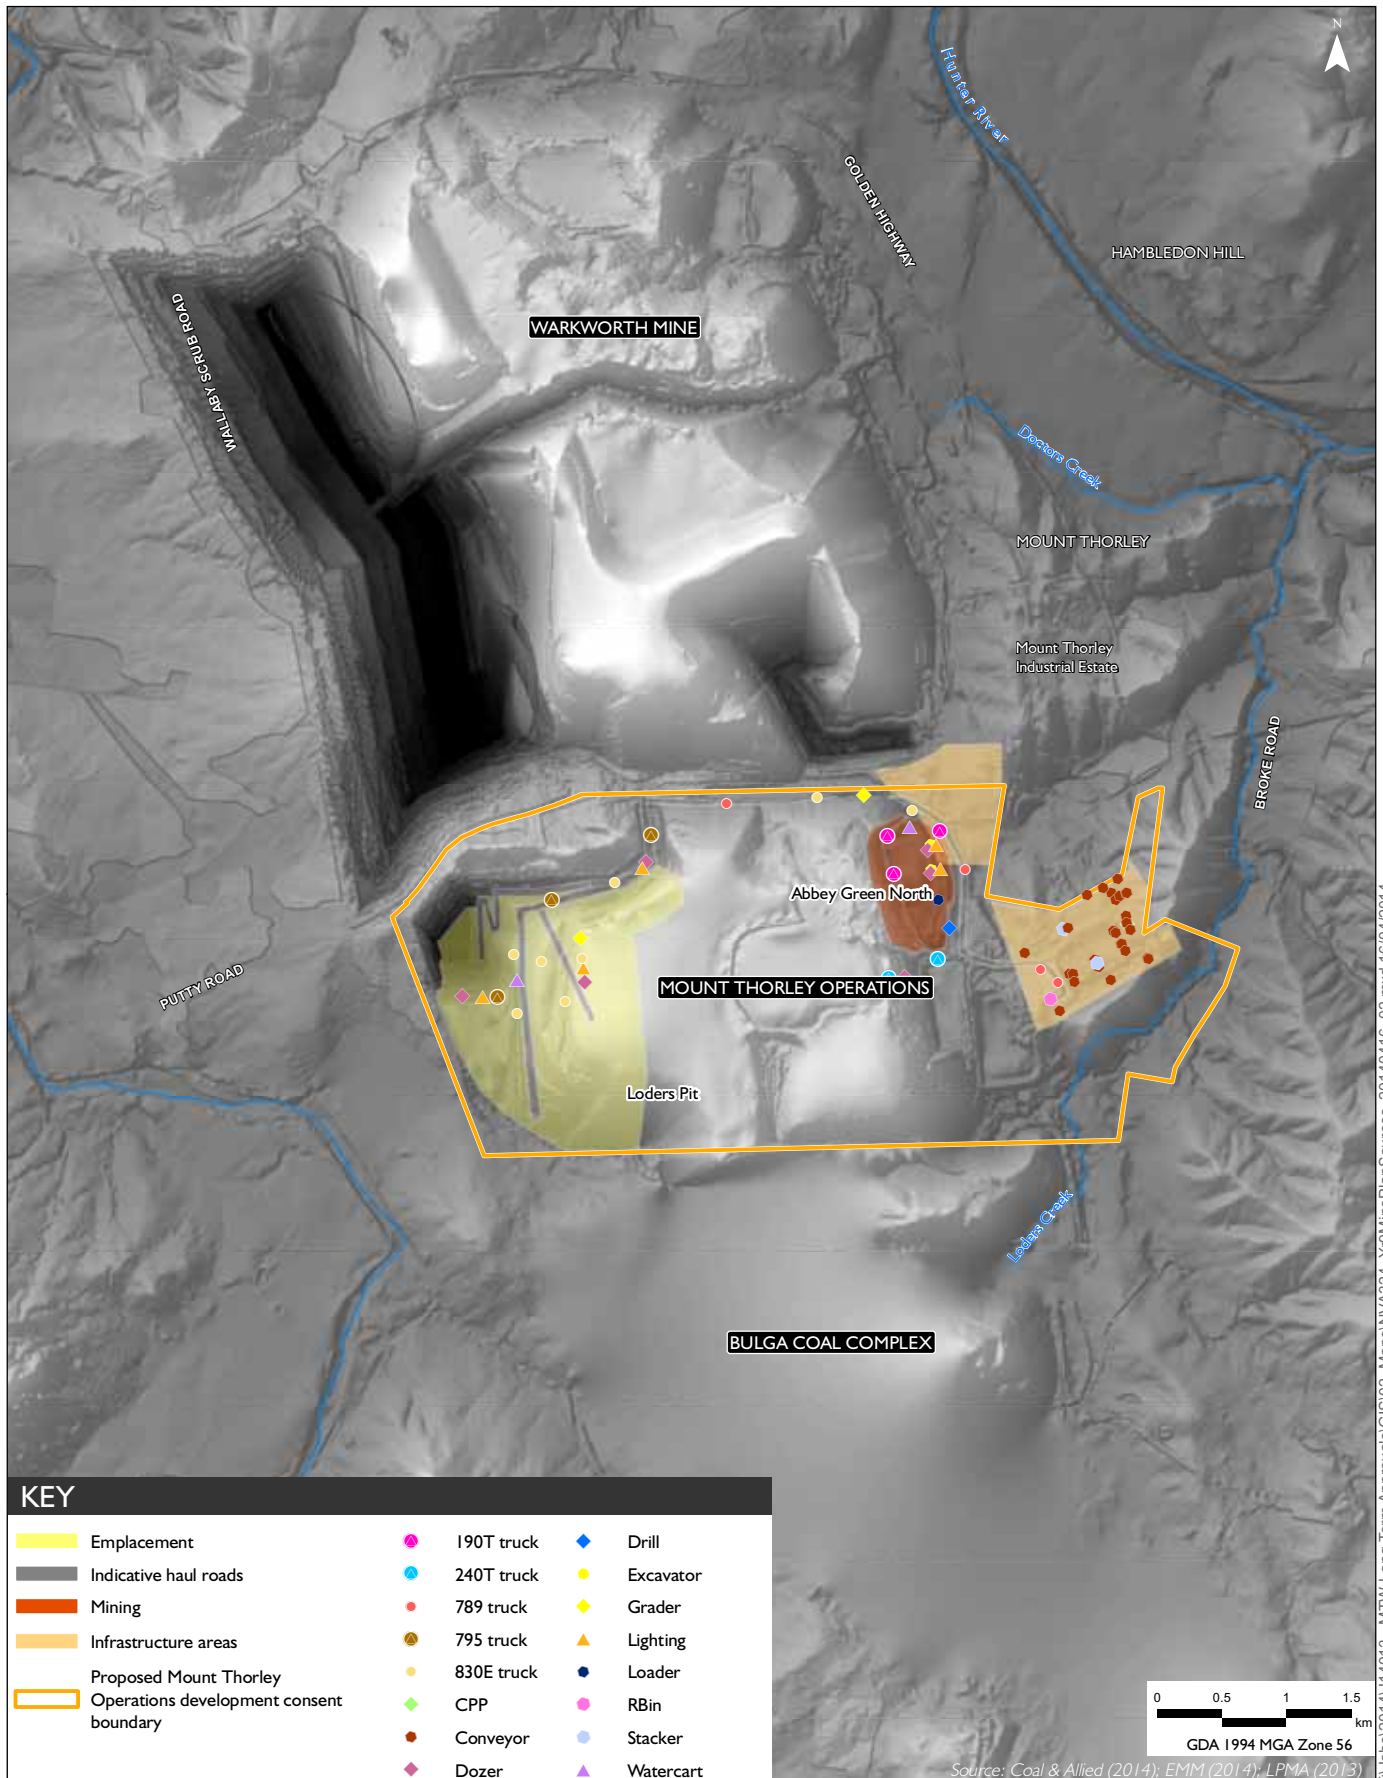 N
Hunter River
GOLDEN HIGHWAY
HAMBLEDON HILL
WALLABY SCRUB ROAD
WARKWORTH MINE
Doctors Creek
MOUNT THORLEY
Mount Thorley
Industrial Estate
BROKE ROAD
Abbey Green North
PUTTY ROAD
MOUNT THORLEY OPERATIONS
Loders Pit
Loders Creek
BULGA COAL COMPLEX
KEY
Emplacement
Indicative haul roads
Mining
Infrastructure areas
Proposed Mount Thorley
Operations development consent
boundary
190T truck
240T truck
789 truck
795 truck
830E truck
CPP
Conveyor
Dozer
Drill
Excavator
Grader
Lighting
Loader
RBin
Stacker
Watercart
0 0.5 1 1.5
km
GDA 1994 MGA Zone 56
Source: Coal & Allied (2014); EMM (2014); LPMA (2013)